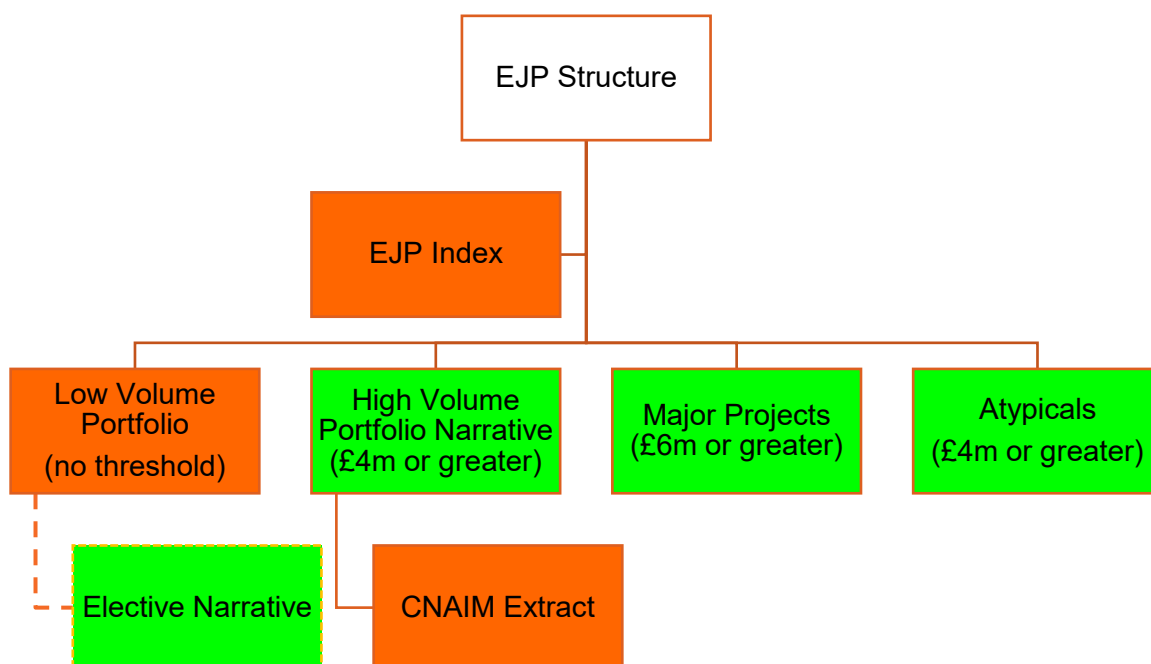 EJP Structure
EJP Index
Low Volume
Portfolio
(no threshold)
High Volume
Portfolio Narrative
(£4m or greater)
Major Projects
(£6m or greater)
Atypicals
(£4m or greater)
Elective Narrative
CNAIM Extract